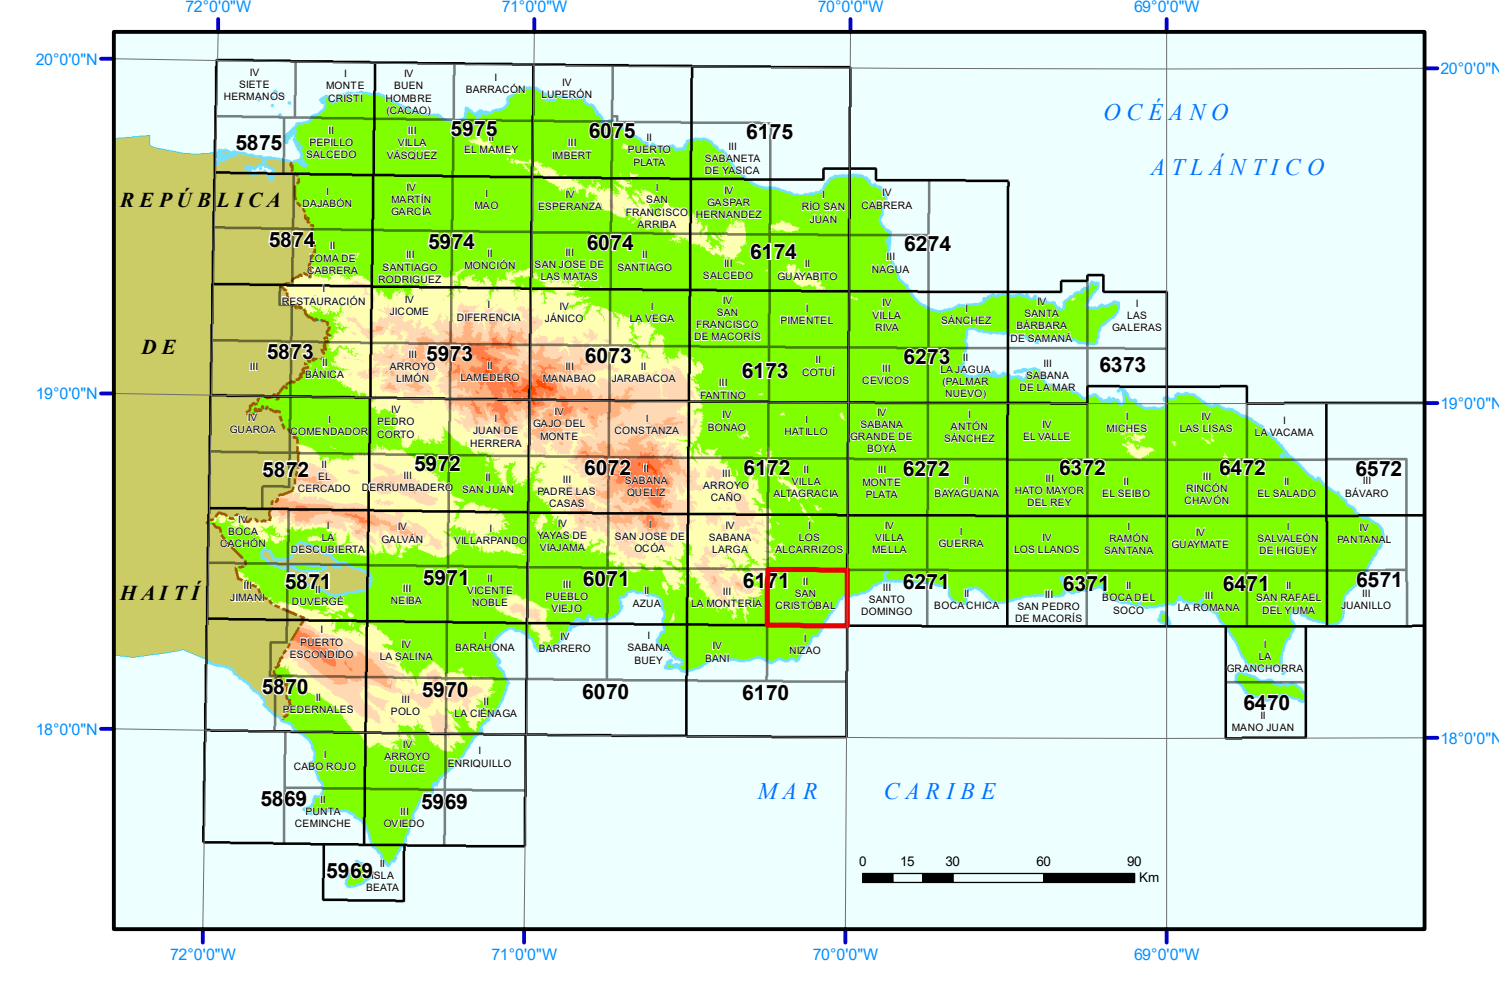 72°0'0"W
71°0'0"W
70°0'0"W
69°0'0"W
20°0'0"N
20°0'0"N
IV
SIETE
HERMANOS
I
MONTE
CRISTI
IV
BUEN
HOMBRE
(CACAO)
I
BARRACÓN
IV
LUPERÓN
OCÉANO
ATLÁNTICO
5875
II
PEPILLO
SALCEDO
III
VILLA
VÁSQUEZ
5975
II
EL MAMEY
III
IMBERT
6075
II
PUERTO
PLATA
III
SABANETA
DE YASICA
6175
REPÚBLICA
I
DAJABÓN
IV
MARTÍN
GARCÍA
I
MAO
IV
ESPERANZA
I
SAN
FRANCISCO
ARRIBA
IV
GASPAR
HERNANDEZ
I
RÍO SAN
JUAN
IV
CABRERA
5874
II
LOMA DE
CABRERA
III
SANTIAGO
RODRIGUEZ
5974
II
MONCIÓN
III
SAN JOSE DE
LAS MATAS
6074
II
SANTIAGO
III
SALCEDO
6174
II
GUAYABITO
III
NAGUA
6274
I
RESTAURACIÓN
IV
JICOME
I
DIFERENCIA
IV
JÁNICO
I
LA VEGA
IV
SAN
FRANCISCO
DE MACORÍS
I
PIMENTEL
IV
VILLA
RIVA
I
SÁNCHEZ
IV
SANTA
BÁRBARA
DE SAMANÁ
I
LAS
GALERAS
DE
III
5873
II
BÁNICA
III
ARROYO
LIMÓN
5973
II
LAMEDERO
III
MANABAO
6073
II
JARABACOA
III
FANTINO
6173
II
COTUÍ
III
CEVICOS
6273
II
LA JAGUA
(PALMAR
NUEVO)
III
SABANA
DE LA MAR
6373
19°0'0"N
19°0'0"N
IV
GUAROA
I
COMENDADOR
IV
PEDRO
CORTO
I
JUAN DE
HERRERA
IV
GAJO DEL
MONTE
I
CONSTANZA
IV
BONAO
I
HATILLO
IV
SABANA
GRANDE DE
BOYÁ
I
ANTÓN
SÁNCHEZ
IV
EL VALLE
I
MICHES
IV
LAS LISAS
I
LA VACAMA
5872
II
EL
CERCADO
III
DERRUMBADERO
5972
II
SAN JUAN
III
PADRE LAS
CASAS
6072
II
SABANA
QUELIZ
III
ARROYO
CAÑO
6172
II
VILLA
ALTAGRACIA
III
MONTE
PLATA
6272
II
BAYAGUANA
III
HATO MAYOR
DEL REY
6372
II
EL SEIBO
III
RINCÓN
CHAVÓN
6472
II
EL SALADO
6572
III
BÁVARO
IV
BOCA
CACHÓN
I
LA
DESCUBIERTA
IV
GALVÁN
I
VILLARPANDO
IV
YAYAS DE
VIAJAMA
I
SAN JOSE DE
OCÓA
IV
SABANA
LARGA
I
LOS
ALCARRIZOS
IV
VILLA
MELLA
I
GUERRA
IV
LOS LLANOS
I
RAMÓN
SANTANA
IV
GUAYMATE
I
SALVALEÓN
DE HIGÜEY
IV
PANTANAL
HAITÍ
III
JIMANÍ
5871
II
DUVERGÉ
III
NEIBA
5971
II
VICENTE
NOBLE
III
PUEBLO
VIEJO
6071
II
AZUA
III
LA MONTERÍA
6171
II
SAN
CRISTÓBAL
III
SANTO
DOMINGO
6271
II
BOCA CHICA
III
SAN PEDRO
DE MACORÍS
6371
II
BOCA DEL
SOCO
III
LA ROMANA
6471
II
SAN RAFAEL
DEL YUMA
6571
III
JUANILLO
I
PUERTO
ESCONDIDO
IV
LA SALINA
I
BARAHONA
IV
BARRERO
I
SABANA
BUEY
IV
BANI
I
NIZAO
I
LA
GRANCHORRA
5870
II
PEDERNALES
III
POLO
5970
II
LA CIÉNAGA
6070
6170
6470
II
MANO JUAN
18°0'0"N
18°0'0"N
I
CABO ROJO
IV
ARROYO
DULCE
I
ENRIQUILLO
MAR CARIBE
5869
II
PUNTA
CEMINCHE
III
OVIEDO
5969
5969
II
ISLA
BEATA
0 15 30 60 90
Km
72°0'0"W
71°0'0"W
70°0'0"W
69°0'0"W